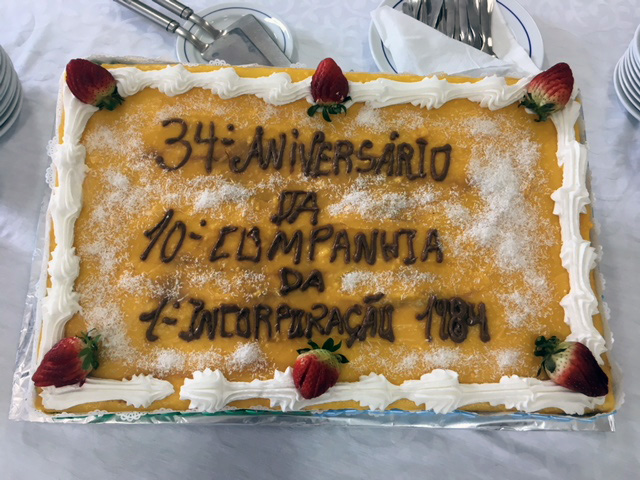 34º ANIVERSÁRIO
DA
10ª COMPANHIA
DA
1ª INCORPORAÇÃO 1984